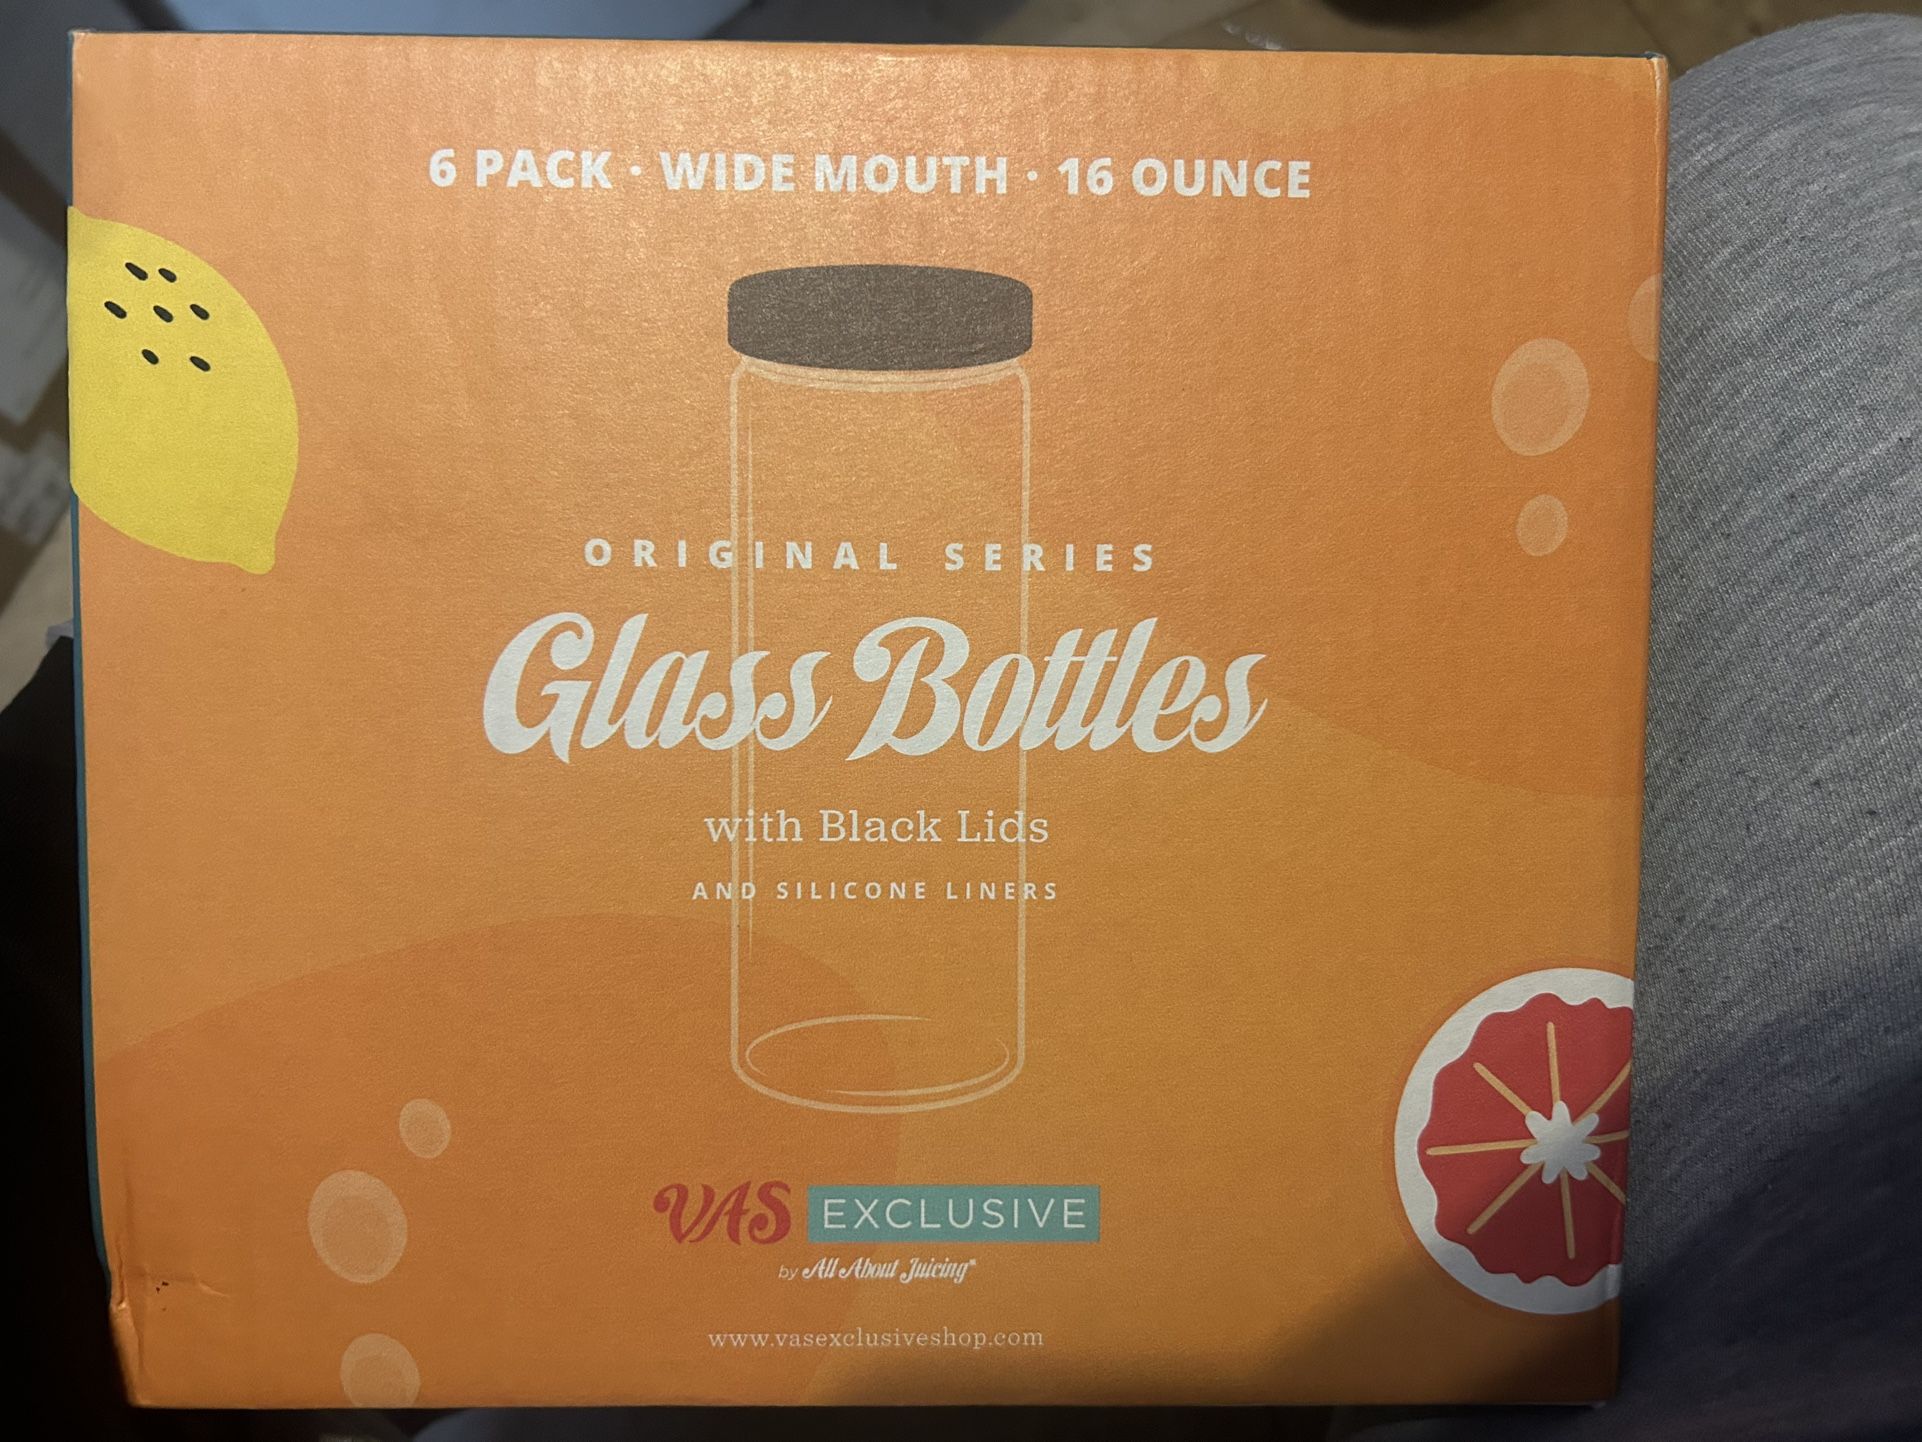 6 PACK · WIDE MOUTH · 16 OUNCE
ORIGINAL SERIES
Glass Bottles
with Black Lids
AND SILICONE LINERS
VAS EXCLUSIVE
by All About Juicing®
www.vasexclusiveshop.com